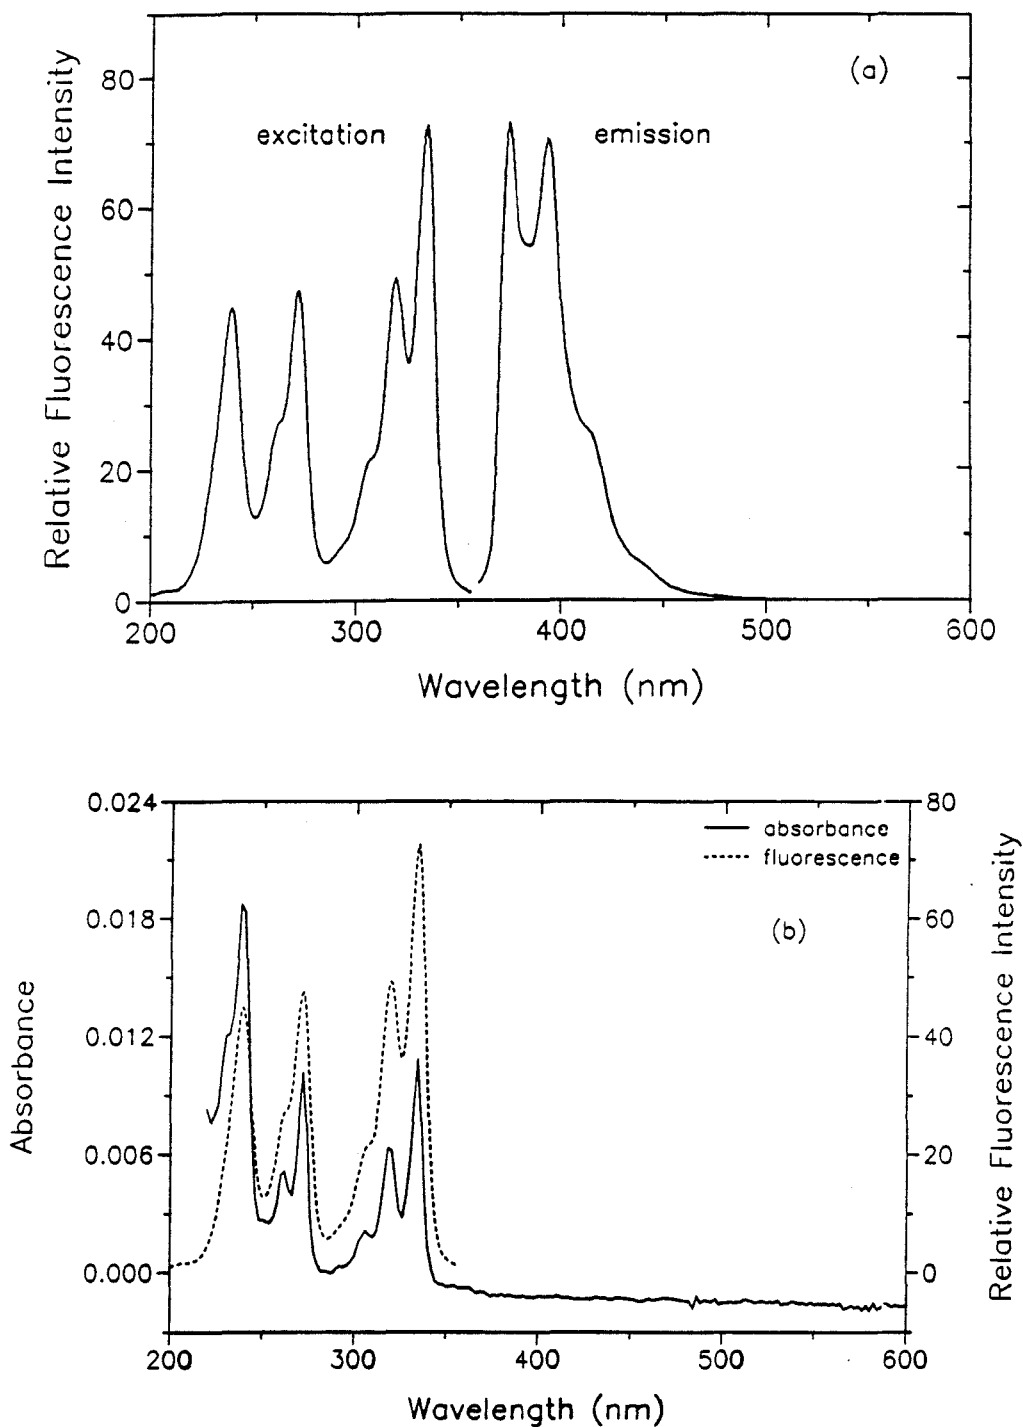 (a)
excitation
emission
Relative Fluorescence Intensity
80
60
40
20
0
200
300
400
500
600
Wavelength (nm)
absorbance
fluorescence
(b)
Absorbance
0.024
0.018
0.012
0.006
0.000
80
60
40
20
0
Relative Fluorescence Intensity
200
300
400
500
600
Wavelength (nm)